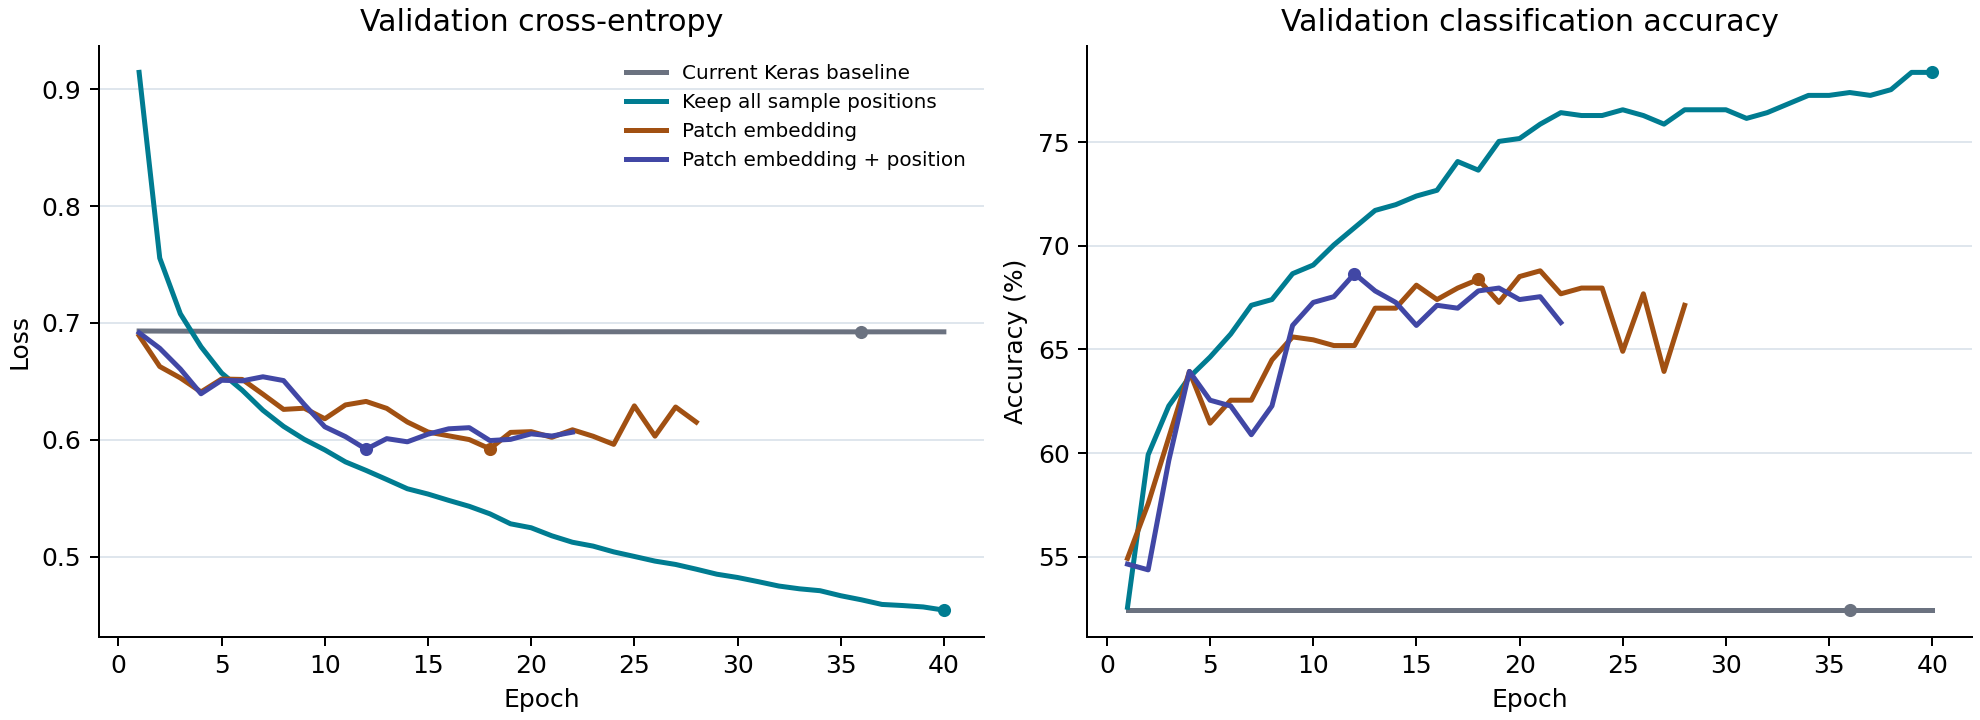 Validation cross-entropy
Loss
0.9
0.8
0.7
0.6
0.5
Current Keras baseline
Keep all sample positions
Patch embedding
Patch embedding + position
0 5 10 15 20 25 30 35 40
Epoch
Validation classification accuracy
Accuracy (%)
75
70
65
60
55
0 5 10 15 20 25 30 35 40
Epoch